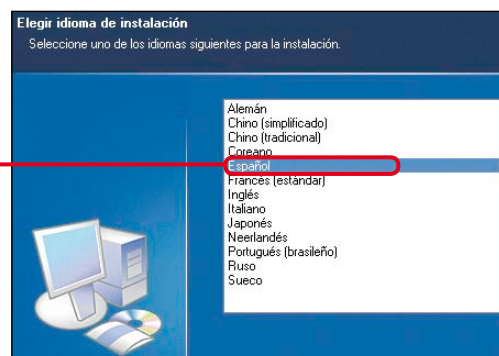 Elegir idioma de instalación
Seleccione uno de los idiomas siguientes para la instalación.
Alemán
Chino (simplificado)
Chino (tradicional)
Coreano
Español
Francés (estándar)
Inglés
Italiano
Japonés
Neerlandés
Portugués (brasileño)
Ruso
Sueco